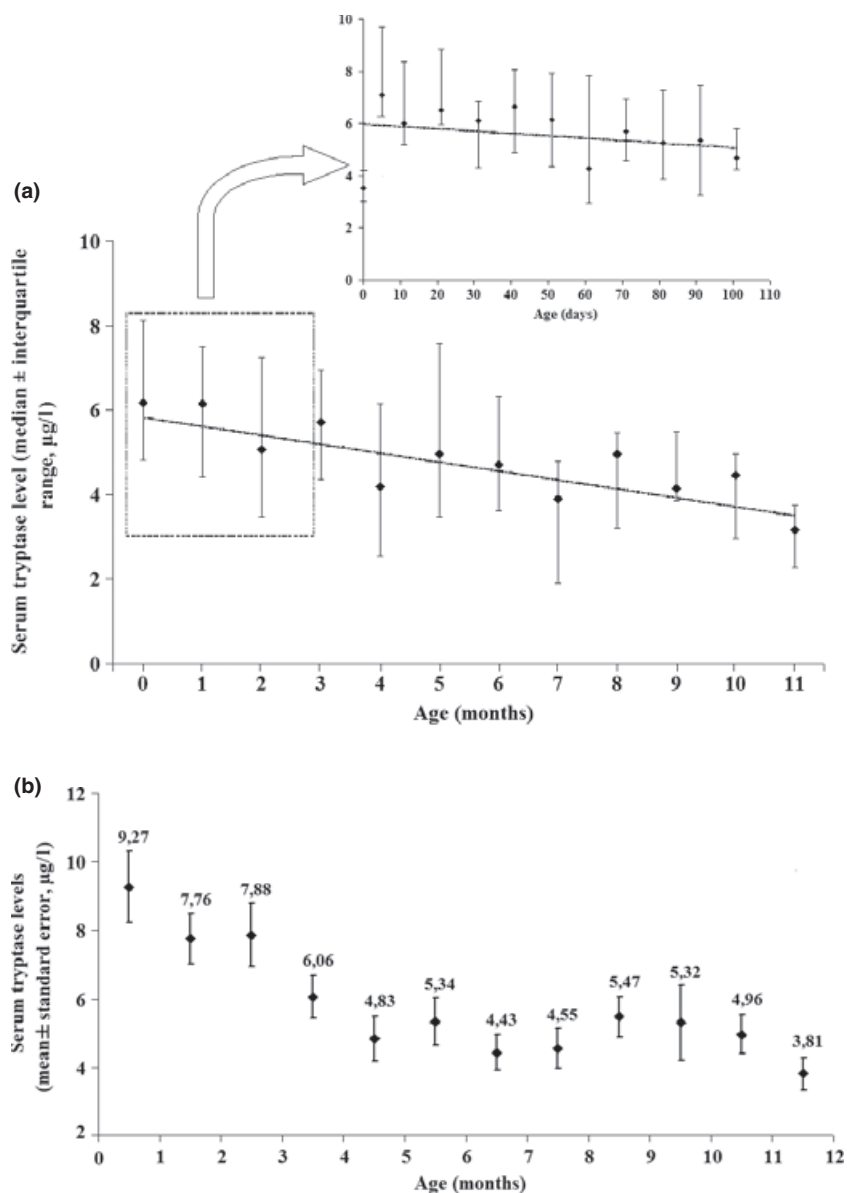 10
8
6
4
2
0
0 10 20 30 40 50 60 70 80 90 100 110
Age (days)
(a)
Serum tryptase level (median ± interquartile
range, µg/l)
10
8
6
4
2
0
0 1 2 3 4 5 6 7 8 9 10 11
Age (months)
(b)
Serum tryptase levels
(mean± standard error, µg/l)
12
10
8
6
4
2
9,27
7,76
7,88
6,06
4,83
5,34
4,43
4,55
5,47
5,32
4,96
3,81
0 1 2 3 4 5 6 7 8 9 10 11 12
Age (months)